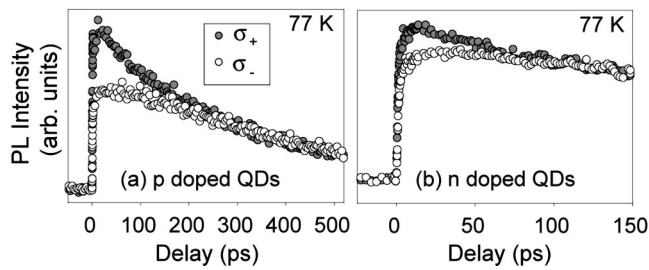 77 K
σ+
σ-
(a) p doped QDs
77 K
(b) n doped QDs
PL Intensity
(arb. units)
0 100 200 300 400 500
0 50 100 150
Delay (ps)
Delay (ps)